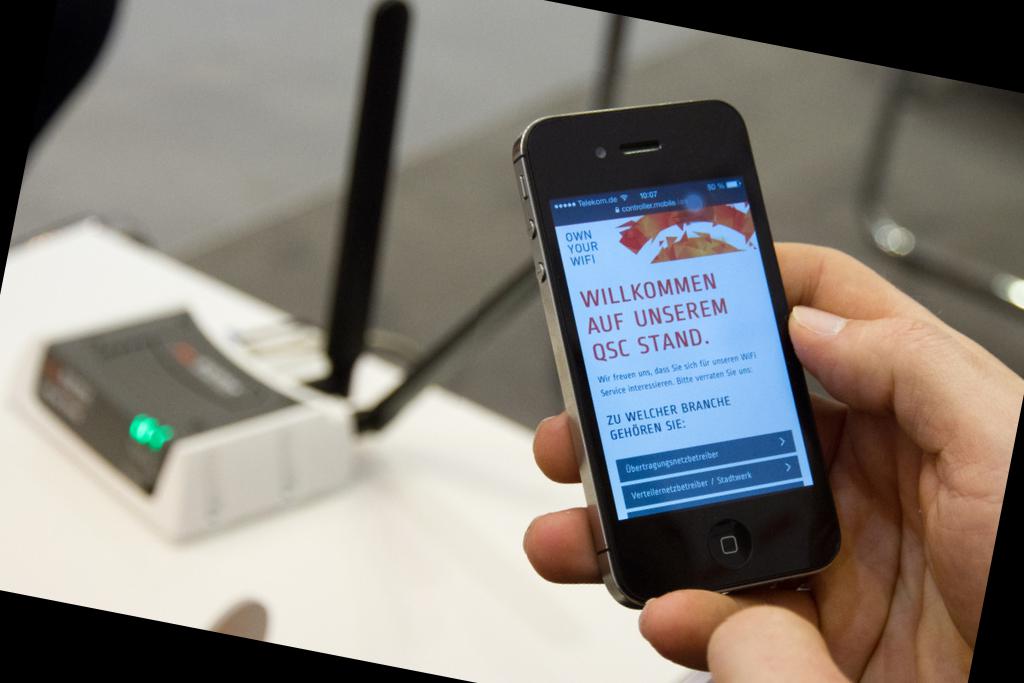 Telekom.de 10:07 80 %
controller.mobile
OWN
YOUR
WIFI
WILLKOMMEN
AUF UNSEREM
QSC STAND.
Wir freuen uns, dass Sie sich für unseren WiFi
Service interessieren. Bitte verraten Sie uns:
ZU WELCHER BRANCHE
GEHÖREN SIE:
Übertragungsnetzbetreiber
Verteilernetzbetreiber / Stadtwerk